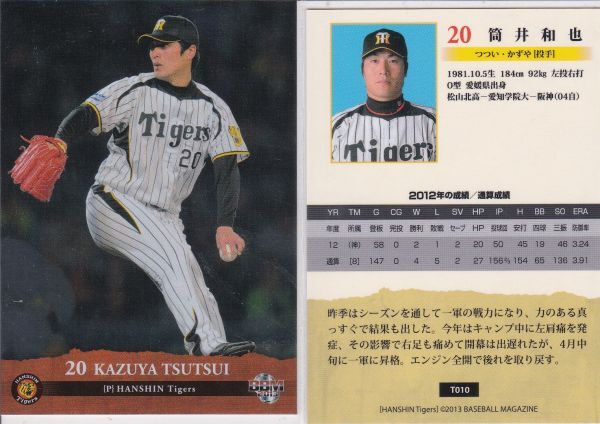 Tigers
20
20 KAZUYA TSUTSUI
[P] HANSHIN Tigers
HANSHIN
Tigers
BBM
20 筒井和也
つつい・かずや[投手]
1981.10.5生 184㎝ 92㎏ 左投右打
O型 愛媛県出身
松山北高－愛知学院大－阪神(04自)
Tigers
2012年の成績/通算成績
YR TM G CG W L SV HP IP H BB SO ERA
年度 所属 登板 完投 勝利 敗戦 セーブ HP 投球回 安打 四球 三振 防御率
12 (神) 58 0 2 1 2 20 50 45 19 46 3.24
通算 [8] 147 0 4 5 2 27 156⅓ 154 65 136 3.91
昨季はシーズンを通して一軍の戦力になり、力のある真
っすぐで結果も出した。今年はキャンプ中に左肩痛を発
症、その影響で右足も痛めて開幕は出遅れたが、4月中
旬に一軍に昇格。エンジン全開で後れを取り戻す。
T010
[HANSHIN Tigers] ©2013 BASEBALL MAGAZINE